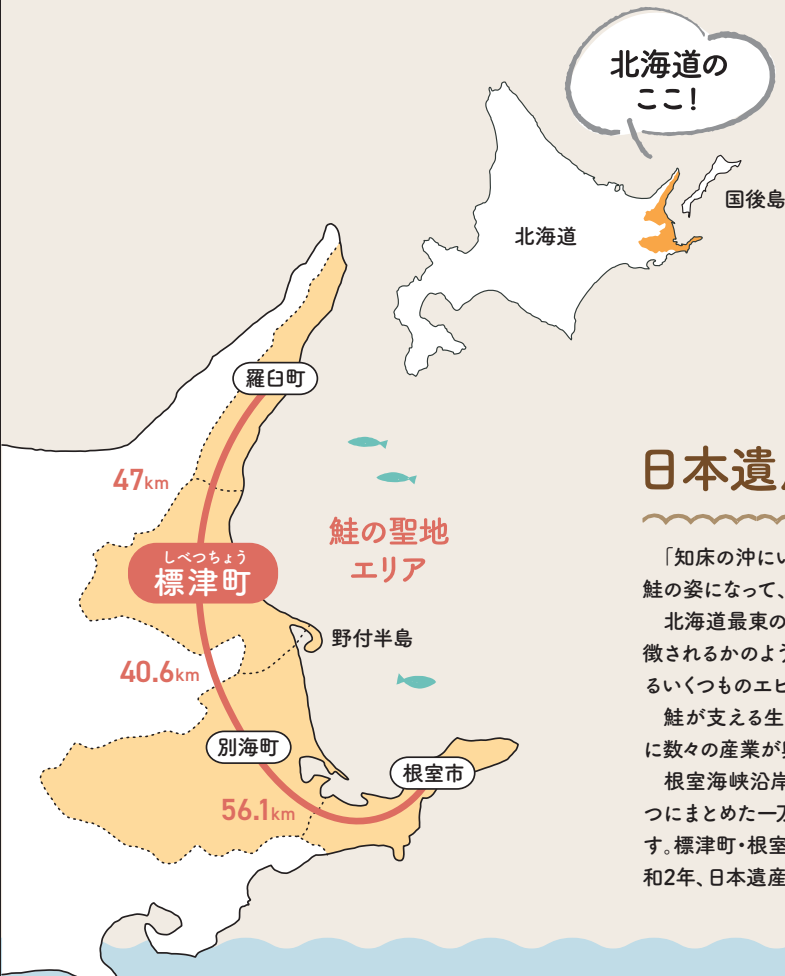 北海道の
ここ！
国後島
北海道
羅臼町
47km
鮭の聖地
エリア
しべつちょう
標津町
野付半島
40.6km
別海町
根室市
56.1km
日本遺
「知床の沖にい
鮭の姿になって、
北海道最東の
徴されるかのよう
るいくつものエピ
鮭が支える生
に数々の産業が
根室海峡沿岸
つにまとめた一万
す。標津町・根室
和2年、日本遺産